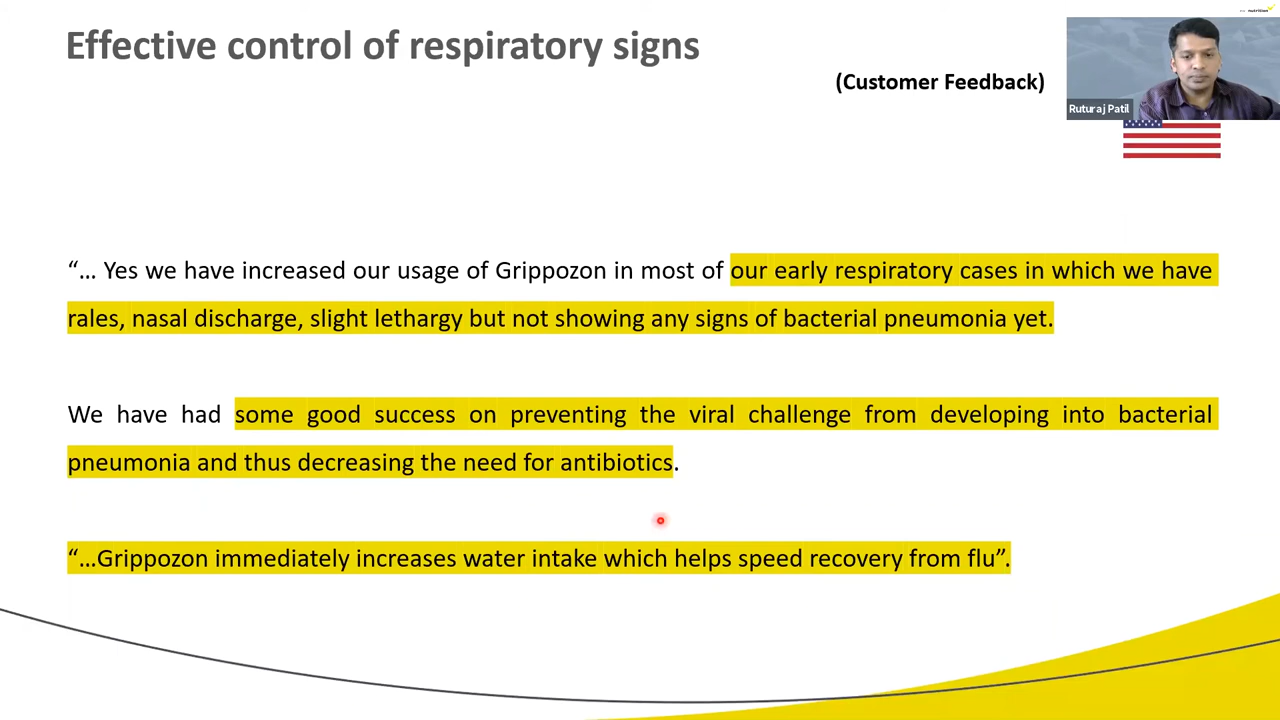 nutrition
Effective control of respiratory signs
(Customer Feedback)
Ruturaj Patil
“… Yes we have increased our usage of Grippozon in most of our early respiratory cases in which we have
rales, nasal discharge, slight lethargy but not showing any signs of bacterial pneumonia yet.
We have had some good success on preventing the viral challenge from developing into bacterial
pneumonia and thus decreasing the need for antibiotics.
“…Grippozon immediately increases water intake which helps speed recovery from flu”.